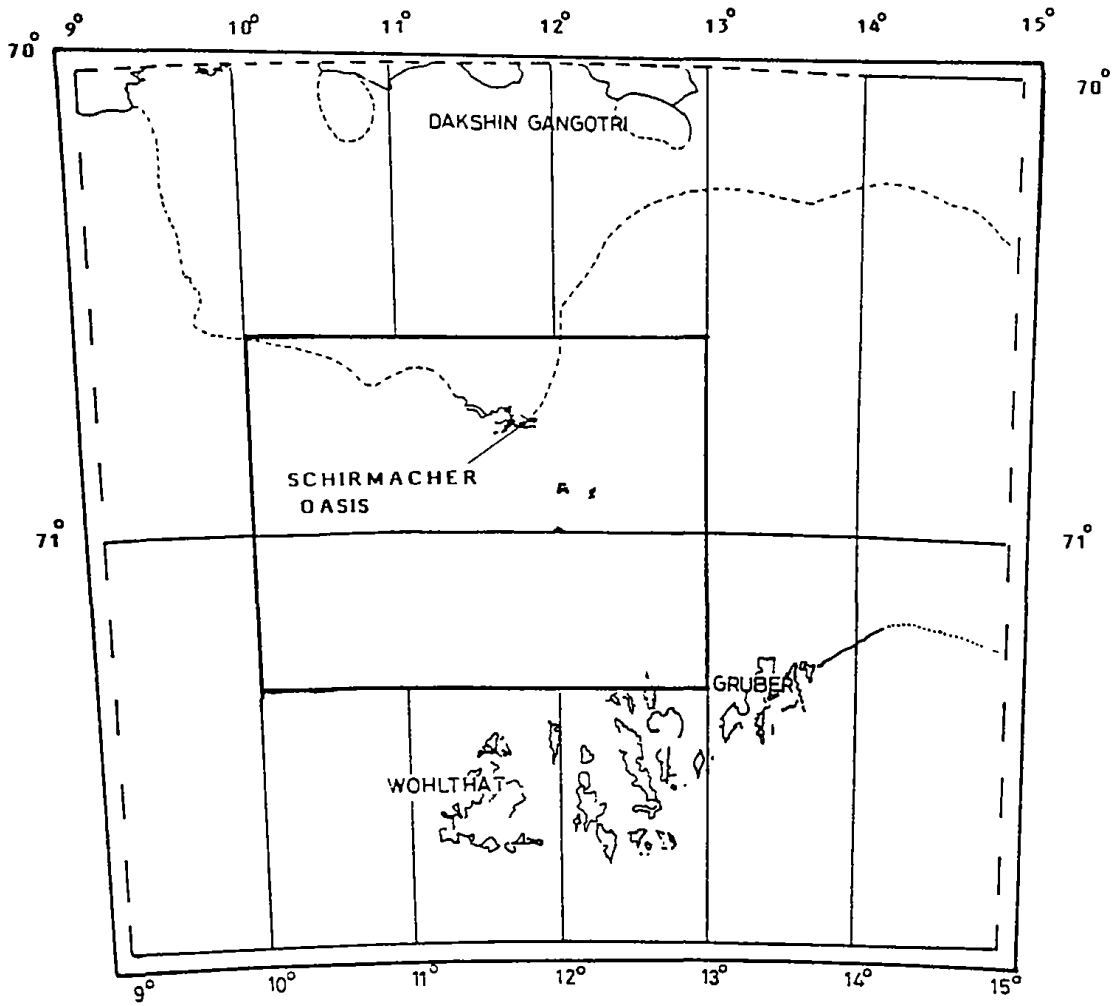 9° 10° 11° 12° 13° 14° 15°
70° 70°
DAKSHIN GANGOTRI
SCHIRMACHER
OASIS
71° 71°
GRUBER
WOHLTHAT
9° 10° 11° 12° 13° 14° 15°